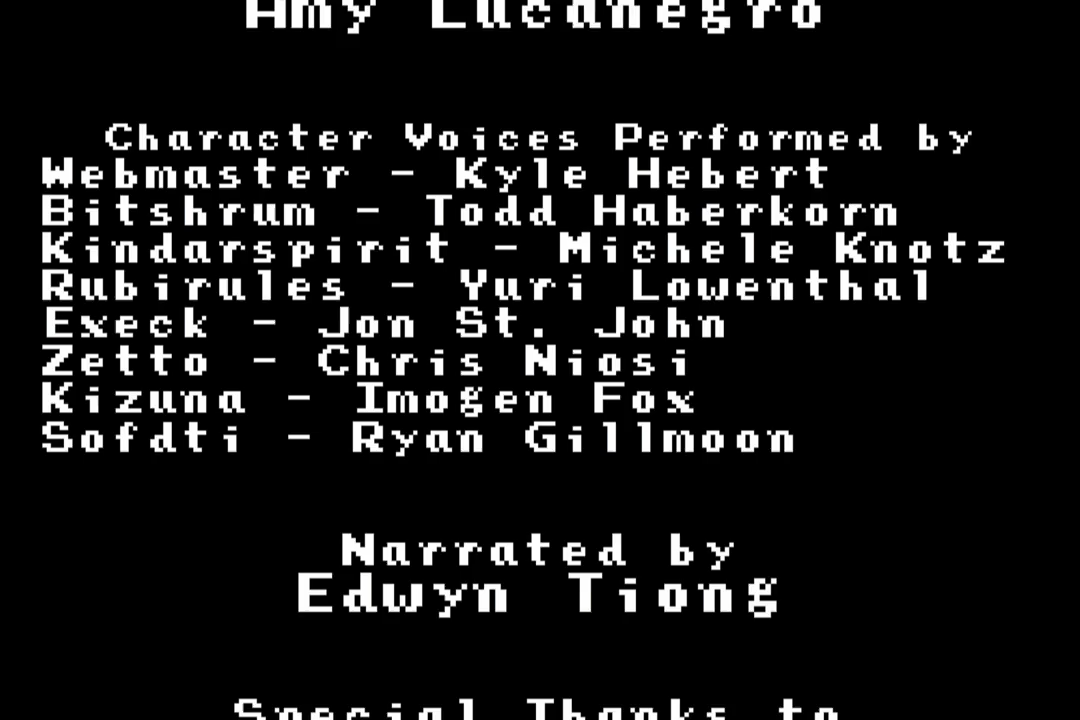 Amy Lucanegro
Character Voices Performed by
Webmaster - Kyle Hebert
Bitshrum - Todd Haberkorn
Kindarspirit - Michele Knotz
Rubirules - Yuri Lowenthal
Execk - Jon St. John
Zetto - Chris Niosi
Kizuna - Imogen Fox
Sofdti - Ryan Gillmoon
Narrated by
Edwyn Tiong
Special Thanks to